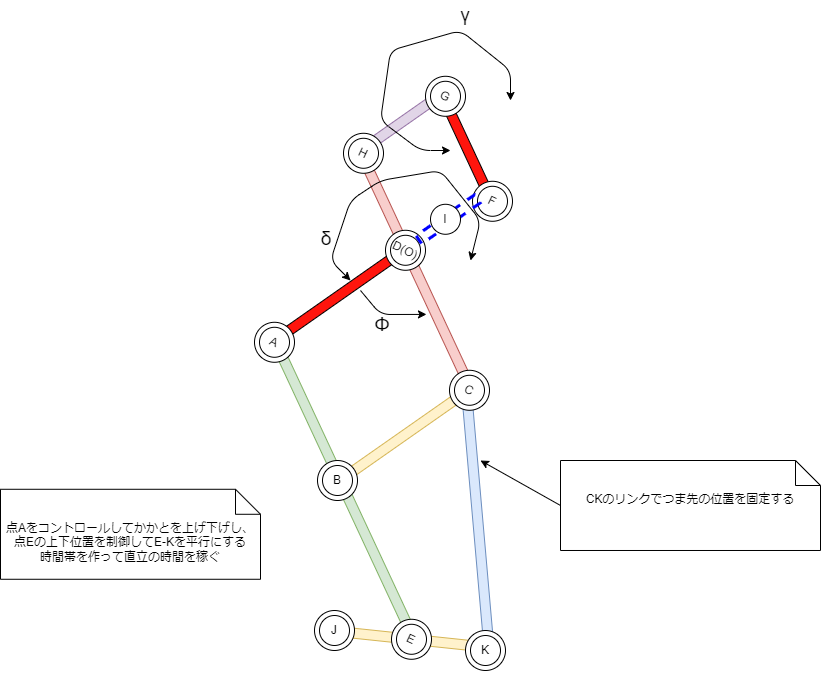 γ
G
H
F
I
δ
D(O)
Φ
A
C
B
CKのリンクでつま先の位置を固定する
点Aをコントロールしてかかとを上げ下げし、
点Eの上下位置を制御してE-Kを平行にする
時間帯を作って直立の時間を稼ぐ
J
E
K